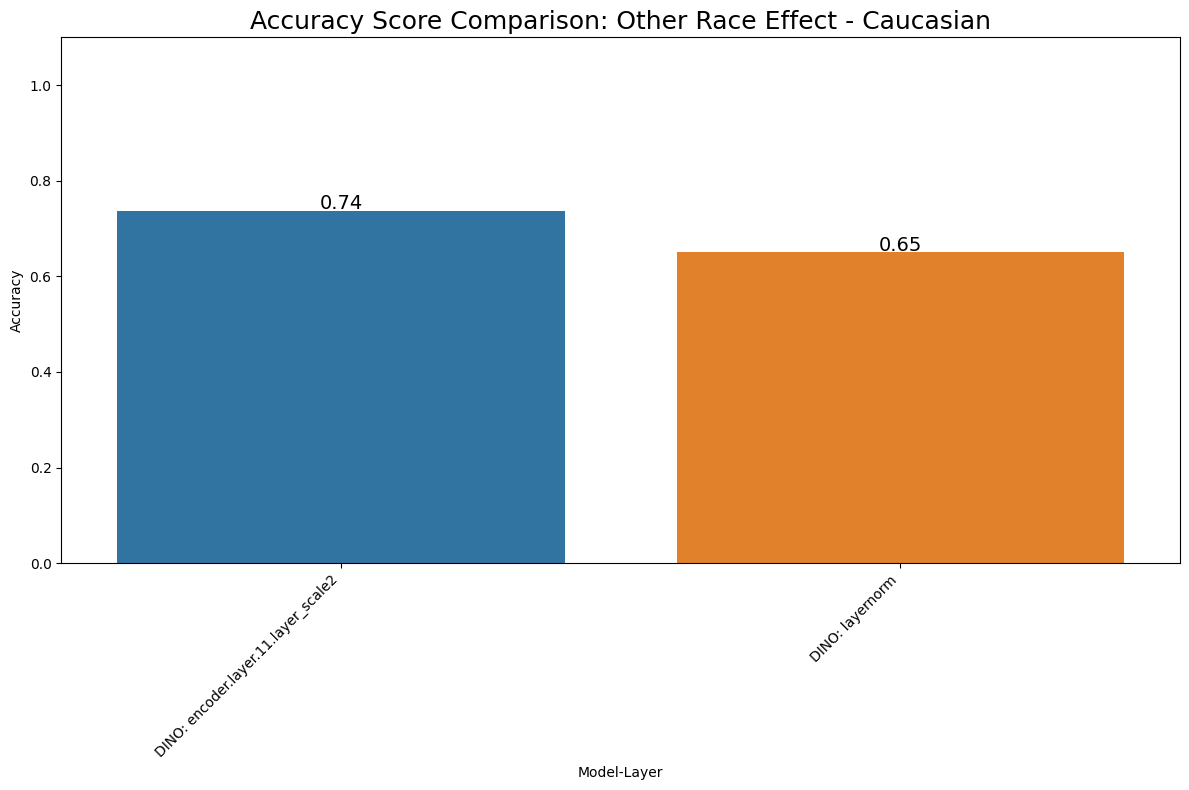 Accuracy Score Comparison: Other Race Effect - Caucasian
1.0
0.8
0.6
0.4
0.2
0.0
Accuracy
0.74
0.65
DINO: encoder.layer.11.layer_scale2
DINO: layernorm
Model-Layer